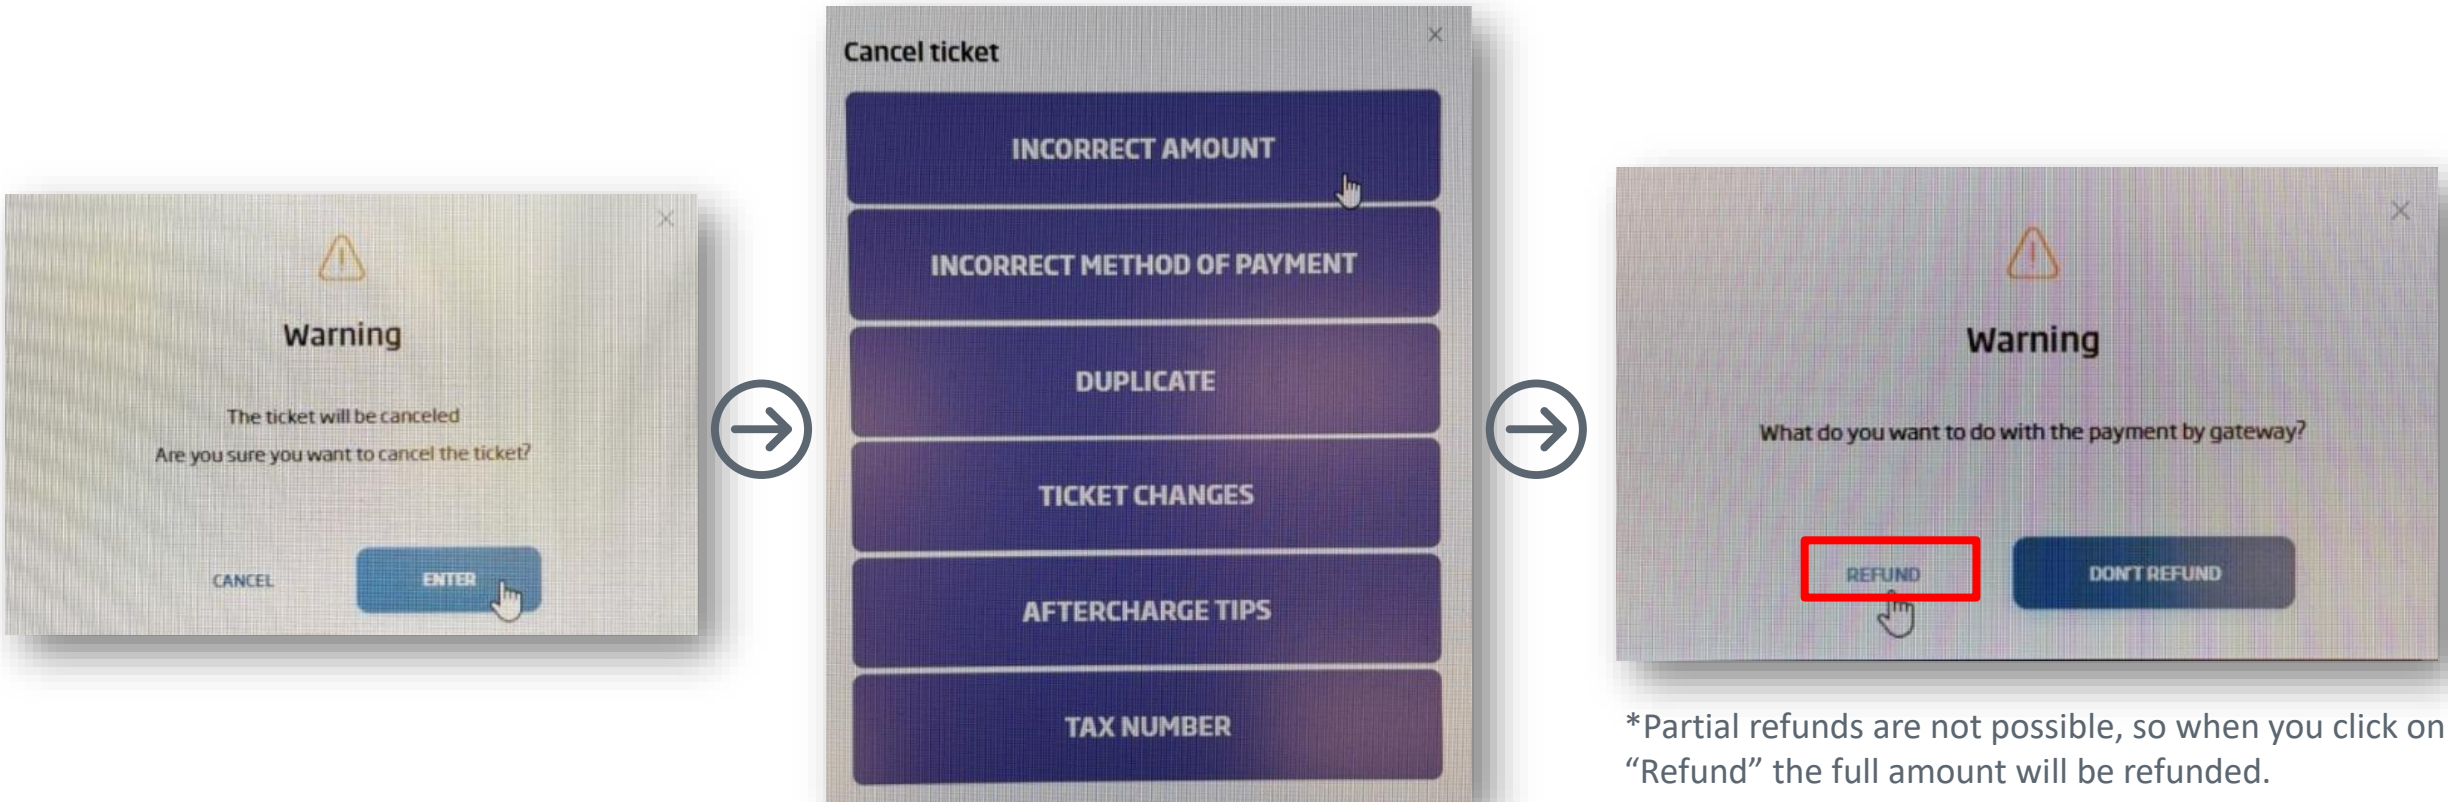 Warning
The ticket will be canceled
Are you sure you want to cancel the ticket?
CANCEL
ENTER
Cancel ticket
INCORRECT AMOUNT
INCORRECT METHOD OF PAYMENT
DUPLICATE
TICKET CHANGES
AFTERCHARGE TIPS
TAX NUMBER
Warning
What do you want to do with the payment by gateway?
REFUND
DON'T REFUND
*Partial refunds are not possible, so when you click on
“Refund” the full amount will be refunded.